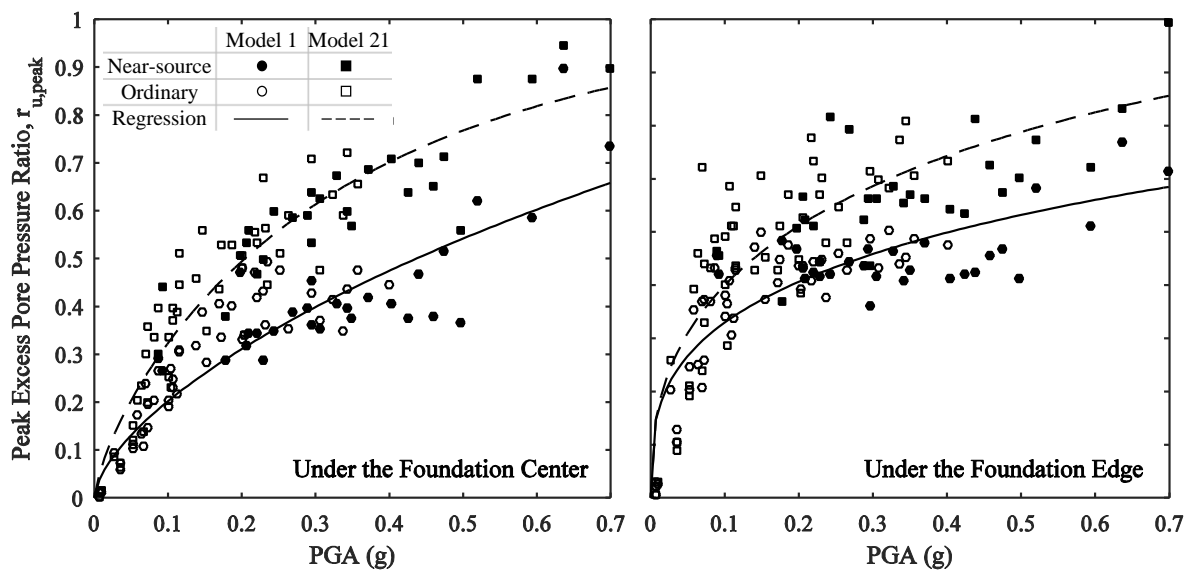 Model 1 Model 21
Near-source
Ordinary
Regression
Peak Excess Pore Pressure Ratio, ru,peak
1
0.9
0.8
0.7
0.6
0.5
0.4
0.3
0.2
0.1
0
Under the Foundation Center
0 0.1 0.2 0.3 0.4 0.5 0.6 0.7
PGA (g)
Under the Foundation Edge
0 0.1 0.2 0.3 0.4 0.5 0.6 0.7
PGA (g)